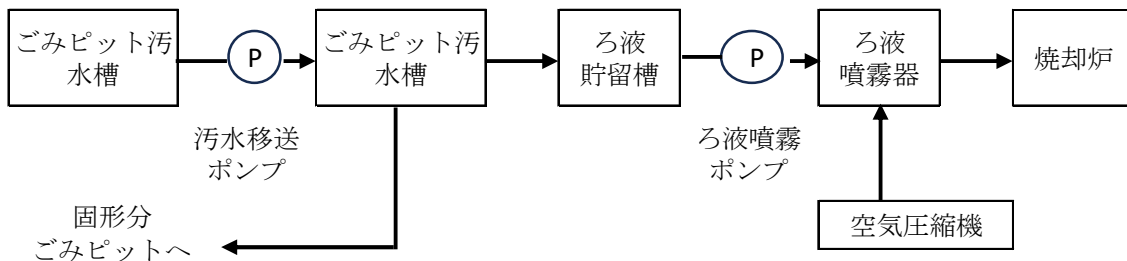 ごみピット汚
水槽
P
ごみピット汚
水槽
ろ液
貯留槽
P
ろ液
噴霧器
焼却炉
汚水移送
ポンプ
ろ液噴霧
ポンプ
固形分
ごみピットへ
空気圧縮機